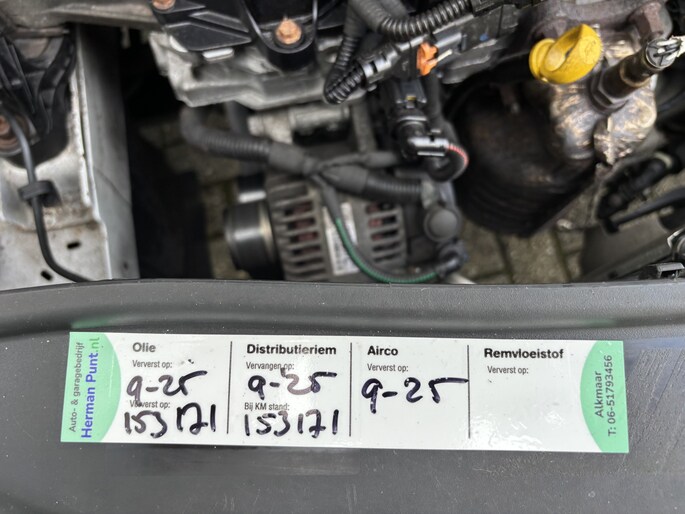 Auto- & garagebedrijf
Herman Punt.nl
Olie
Ververst op:
9-25
Ververst op:
153171
Distributieriem
Vervangen op:
9-25
Bij KM stand:
153171
Airco
Ververst op:
9-25
Remvloeistof
Ververst op:
Alkmaar
T: 06-51793456